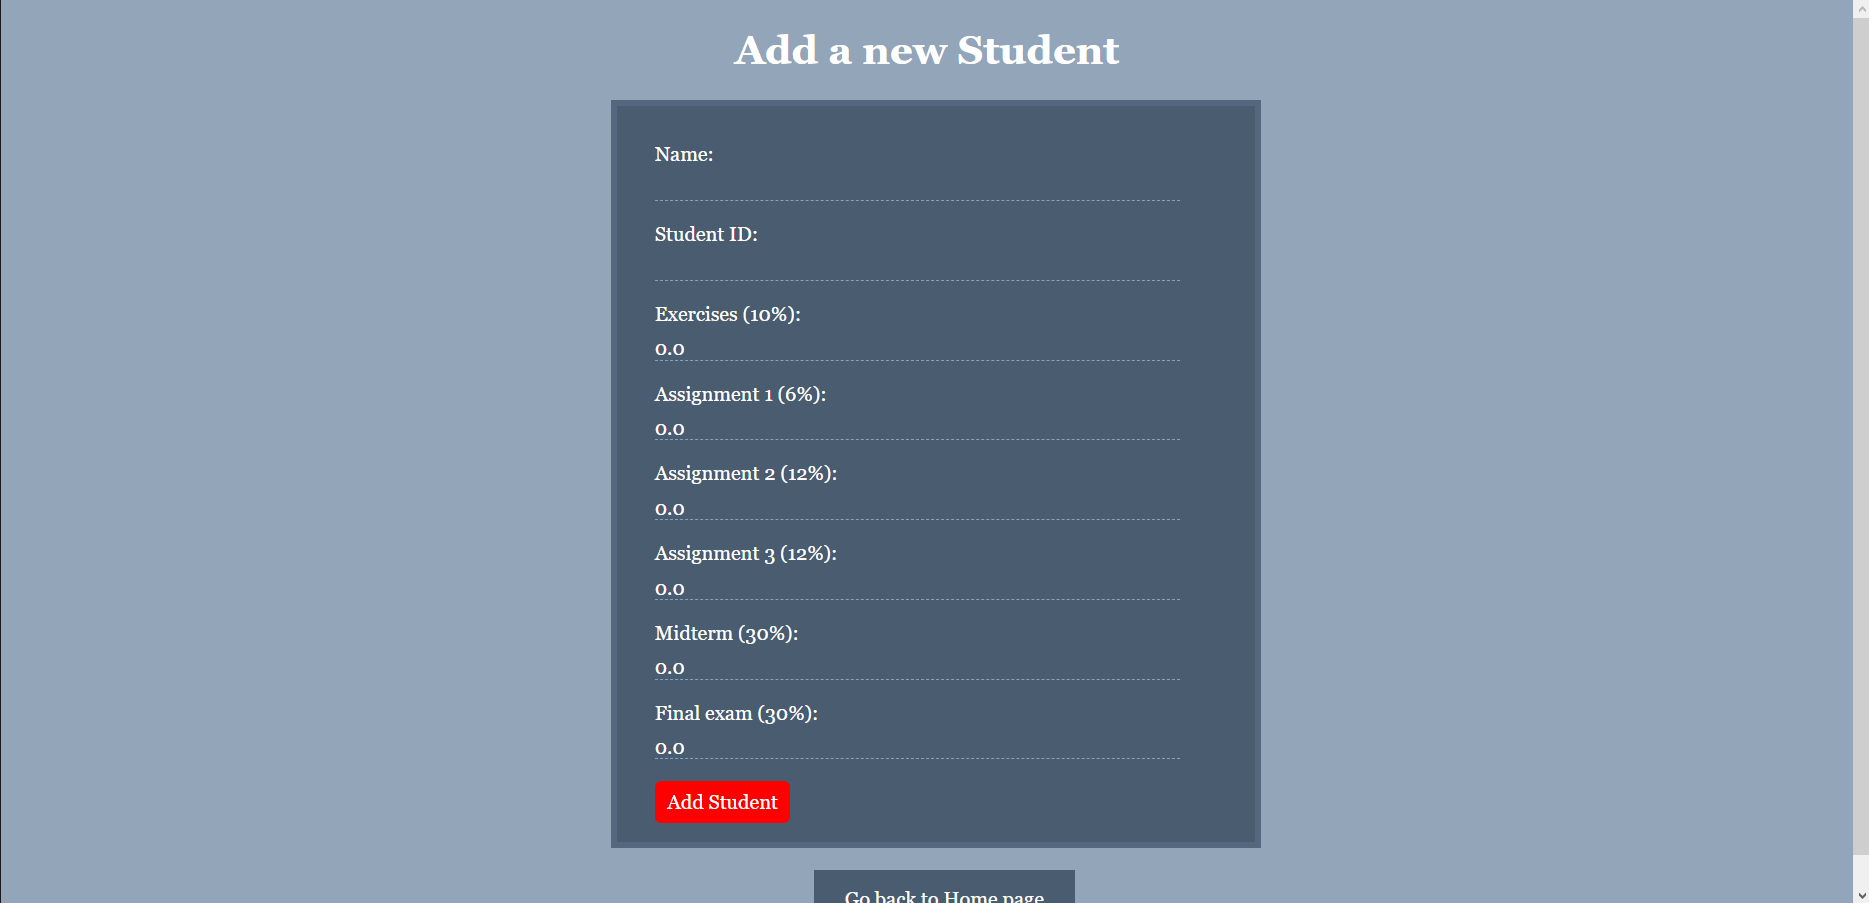 Add a new Student
Name:
Student ID:
Exercises (10%):
0.0
Assignment 1 (6%):
0.0
Assignment 2 (12%):
0.0
Assignment 3 (12%):
0.0
Midterm (30%):
0.0
Final exam (30%):
0.0
Add Student
Go back to Home page